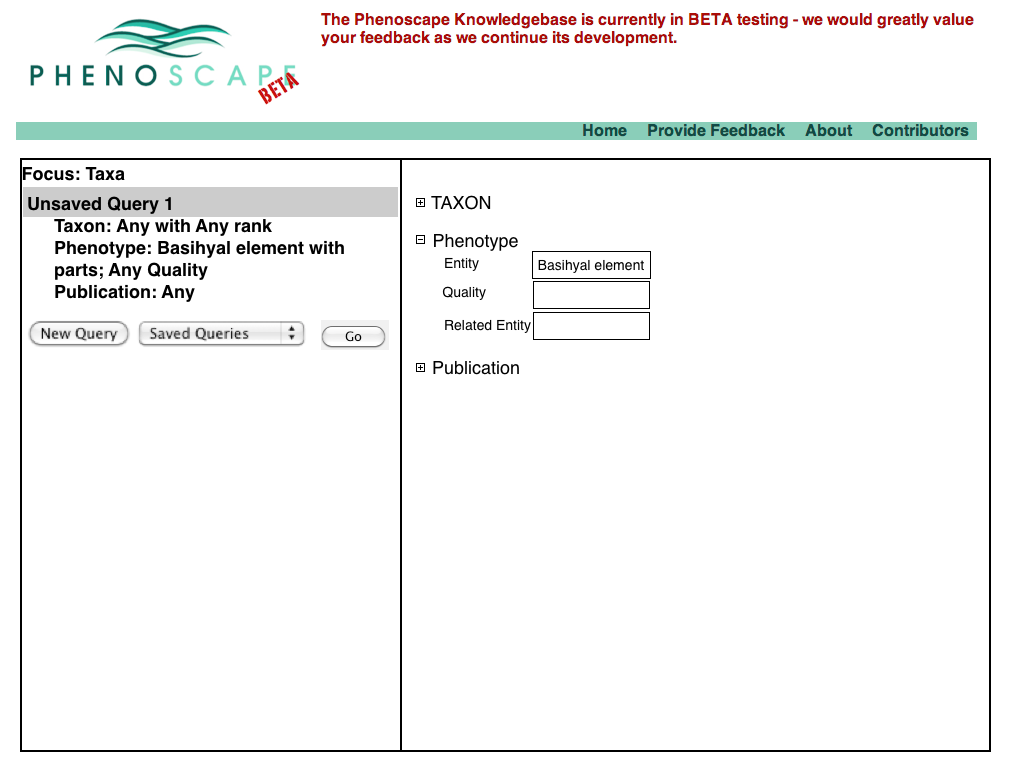 The Phenoscape Knowledgebase is currently in BETA testing - we would greatly value
your feedback as we continue its development.
PHENOSCAPE
BETA
Home Provide Feedback About Contributors
Focus: Taxa
Unsaved Query 1
Taxon: Any with Any rank
Phenotype: Basihyal element with
parts; Any Quality
Publication: Any
New Query Saved Queries Go
TAXON
Phenotype
Entity Basihyal element
Quality
Related Entity
Publication